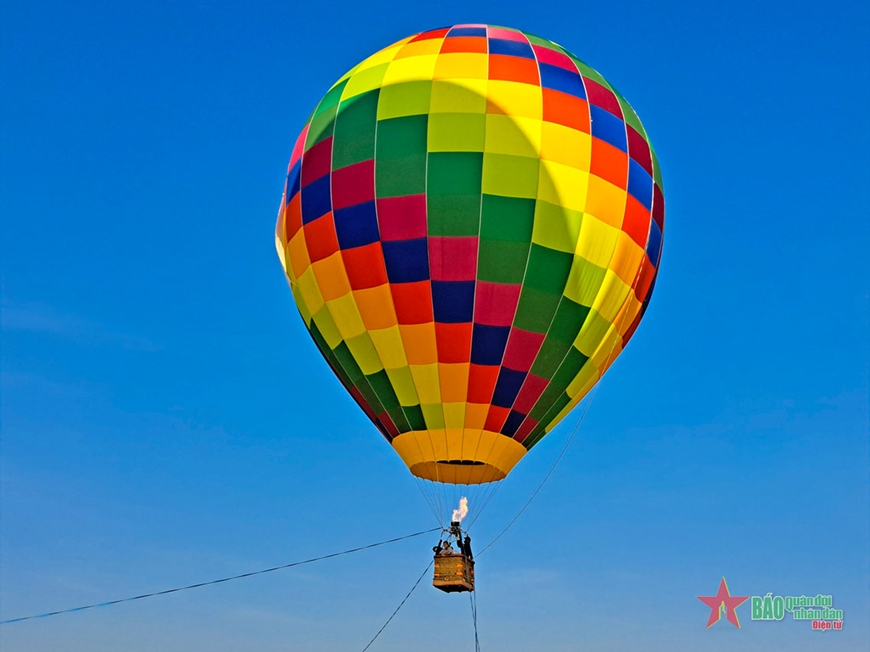 BÁO quân đội
nhân dân
Điện tử